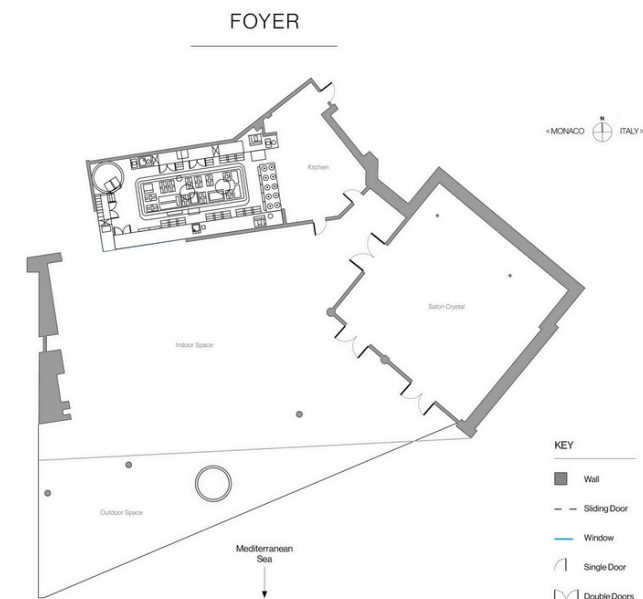 FOYER
N
< MONACO
ITALY >
Kitchen
Salon Crystal
Indoor Space
Outdoor Space
Mediterranean
Sea
KEY
Wall
Sliding Door
Window
Single Door
Double Doors